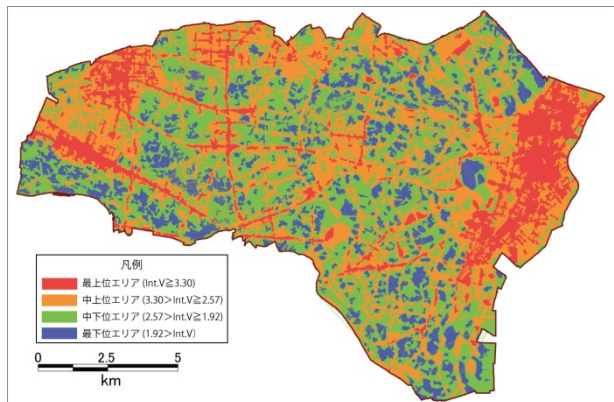 凡例
最上位エリア (Int.V≧3.30)
中上位エリア (3.30>Int.V≧2.57)
中下位エリア (2.57>Int.V≧1.92)
最下位エリア (1.92>Int.V)
0 2.5 5
km